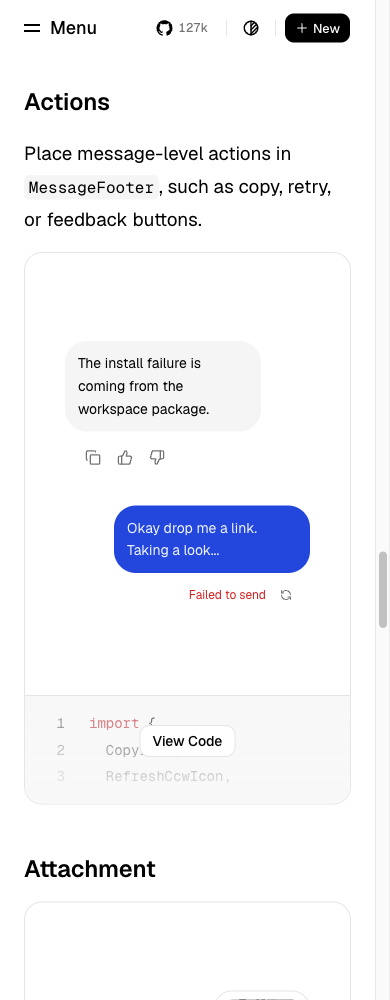 Menu
127k
New
Actions
Place message-level actions in
MessageFooter, such as copy, retry,
or feedback buttons.
The install failure is
coming from the
workspace package.
Okay drop me a link.
Taking a look...
Failed to send
1 import {
2 Copy
View Code
3 RefreshCcwIcon,
Attachment